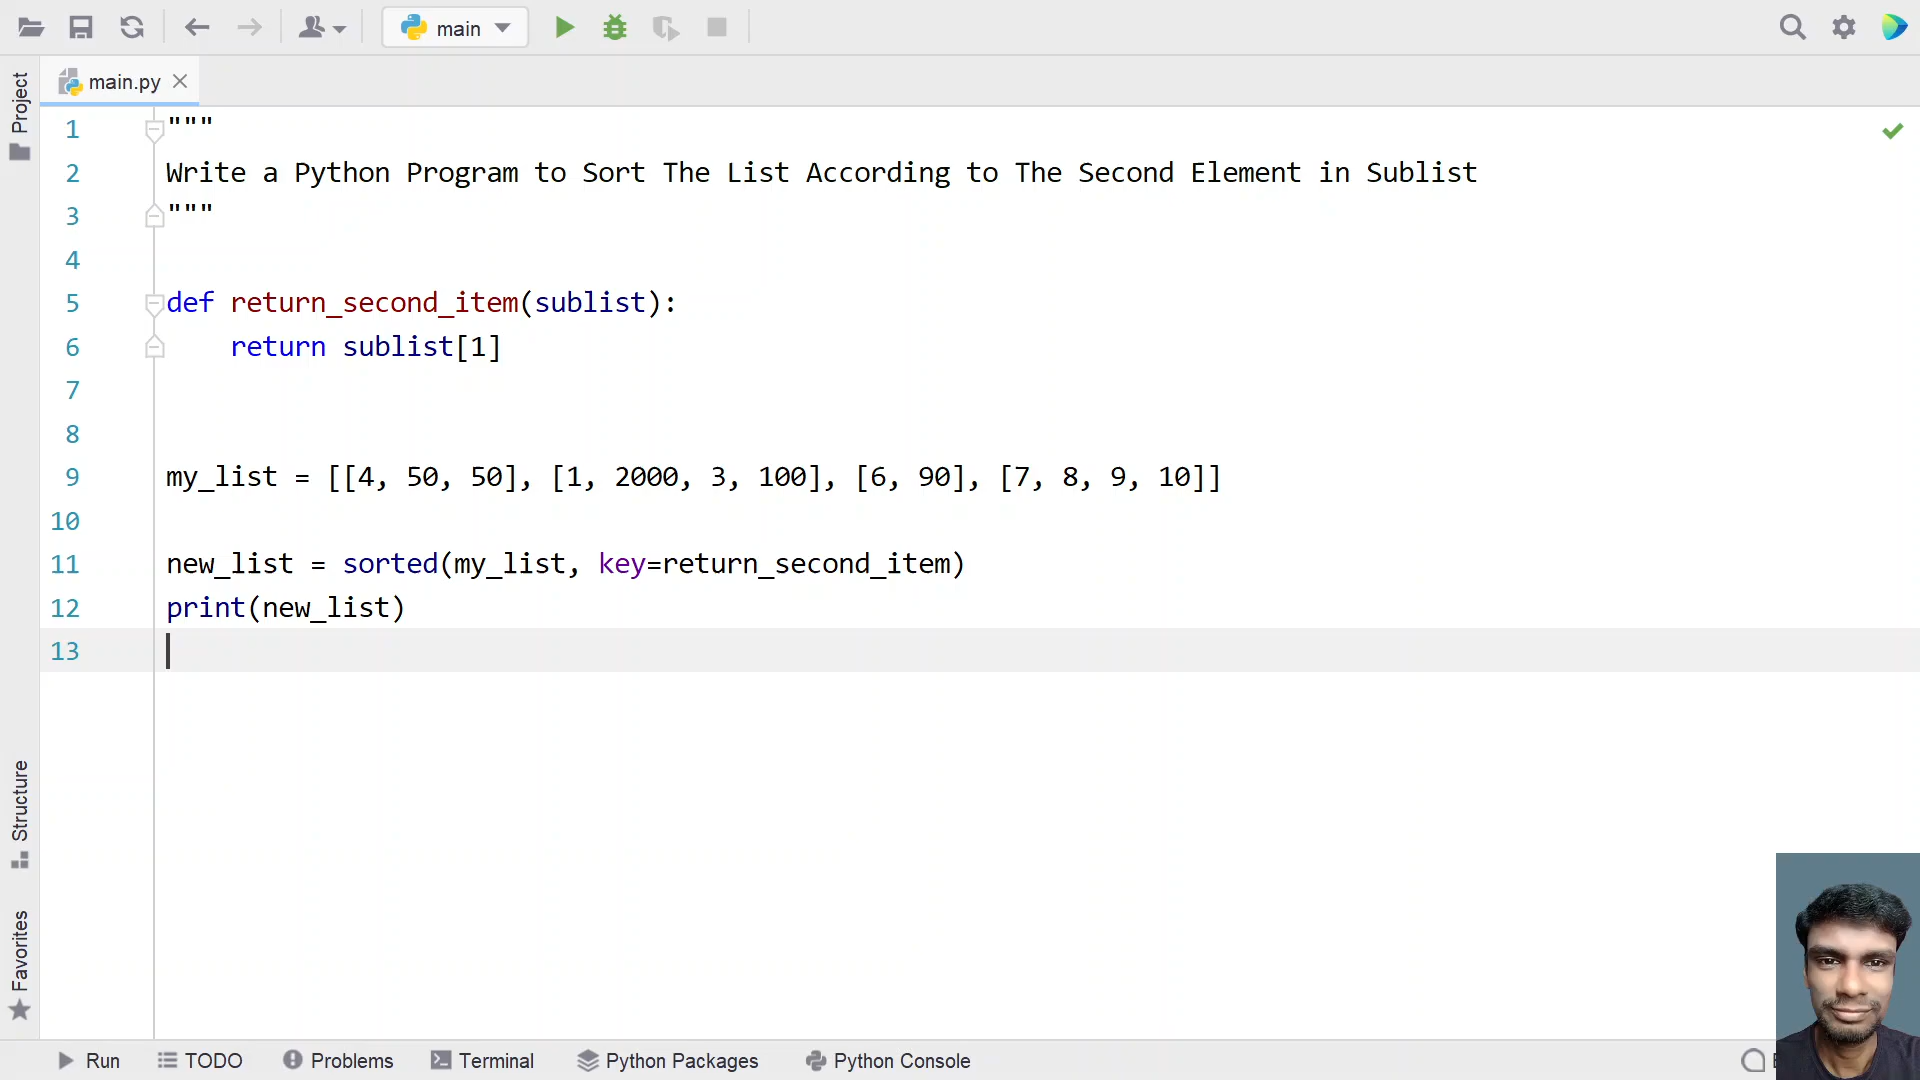 main
main.py
Project
1 """
2 Write a Python Program to Sort The List According to The Second Element in Sublist
3 """
4
5 def return_second_item(sublist):
6     return sublist[1]
7
8
9 my_list = [[4, 50, 50], [1, 2000, 3, 100], [6, 90], [7, 8, 9, 10]]
10
11 new_list = sorted(my_list, key=return_second_item)
12 print(new_list)
13
Structure
Favorites
Run TODO Problems Terminal Python Packages Python Console